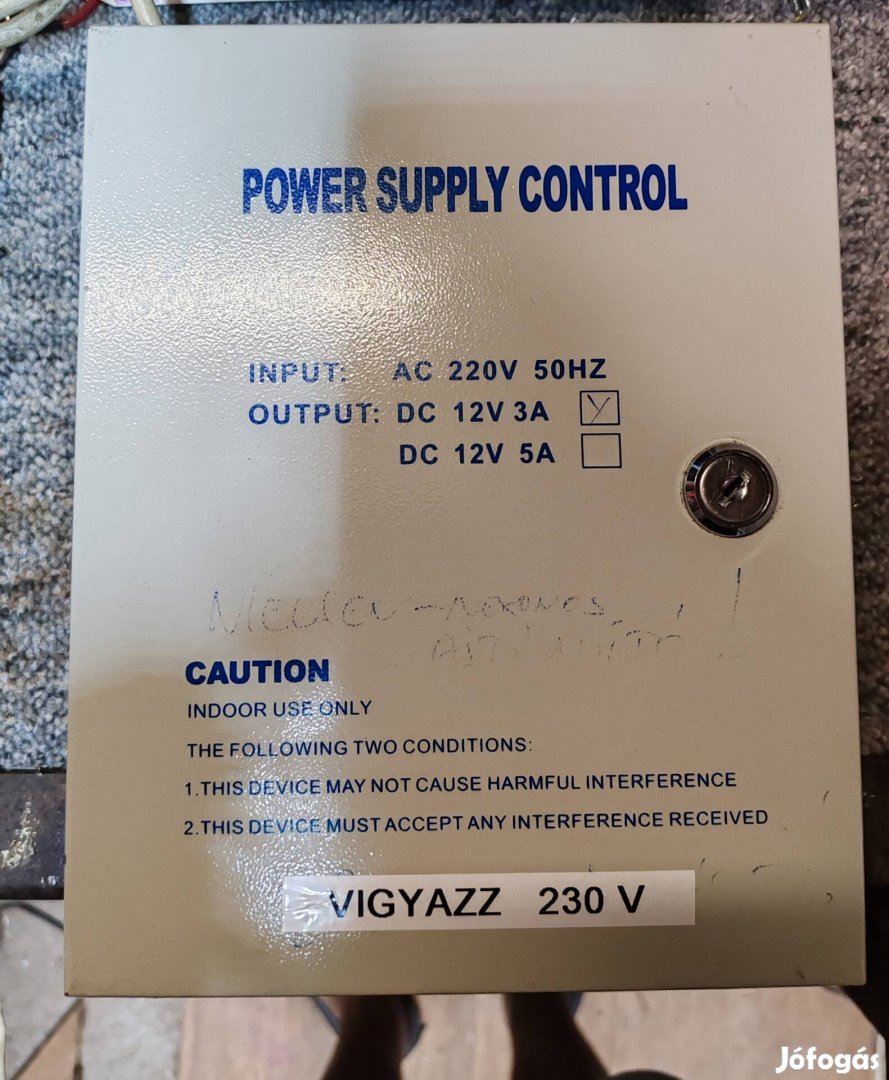 POWER SUPPLY CONTROL
INPUT: AC 220V 50HZ
OUTPUT: DC 12V 3A
DC 12V 5A
CAUTION
INDOOR USE ONLY
THE FOLLOWING TWO CONDITIONS:
1.THIS DEVICE MAY NOT CAUSE HARMFUL INTERFERENCE
2.THIS DEVICE MUST ACCEPT ANY INTERFERENCE RECEIVED
VIGYAZZ 230 V
Jófogás